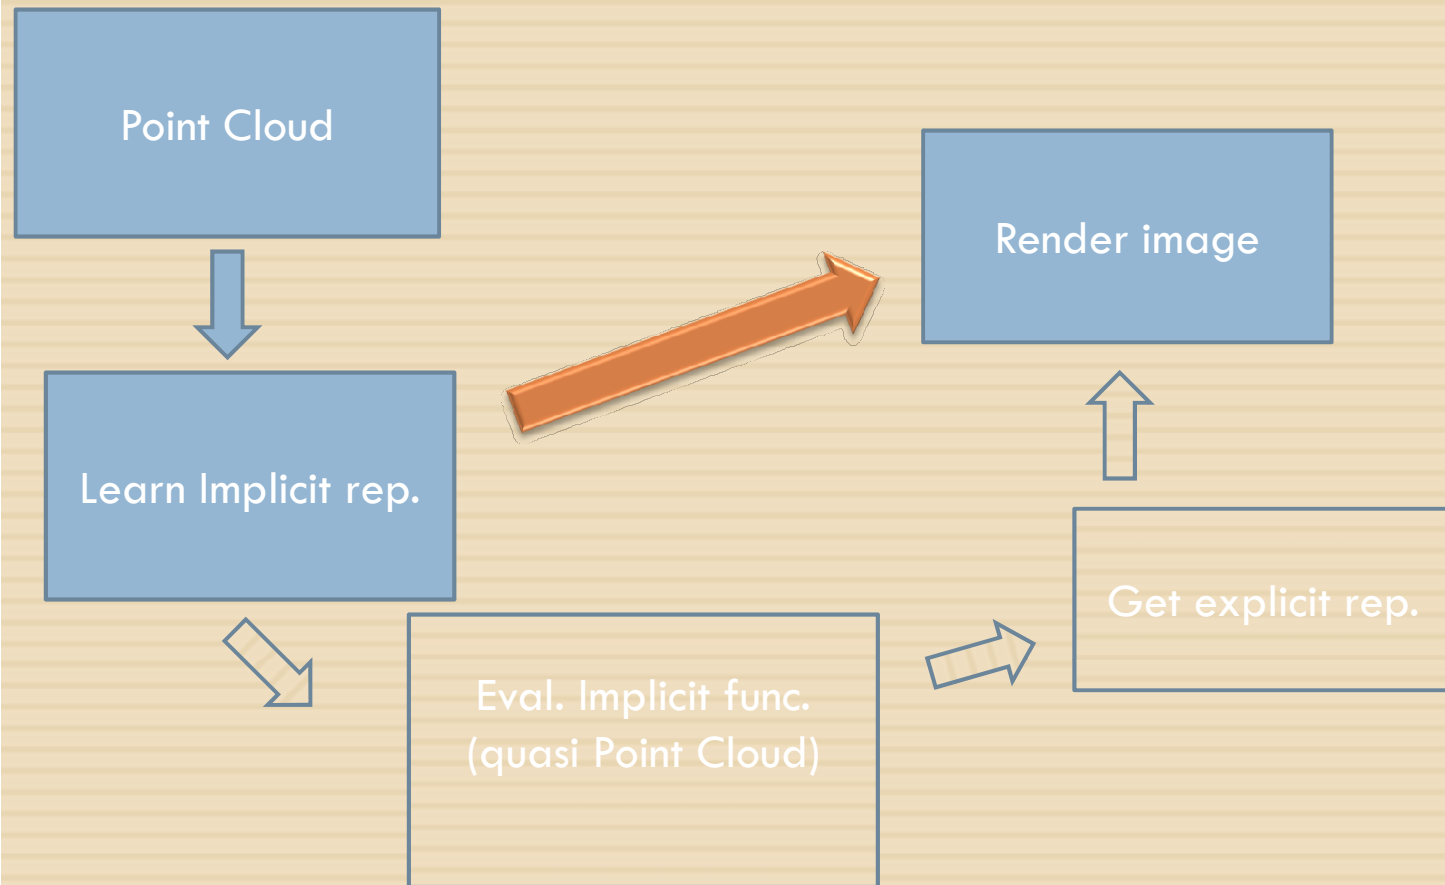 Point Cloud
Render image
Learn Implicit rep.
Get explicit rep.
Eval. Implicit func.
(quasi Point Cloud)